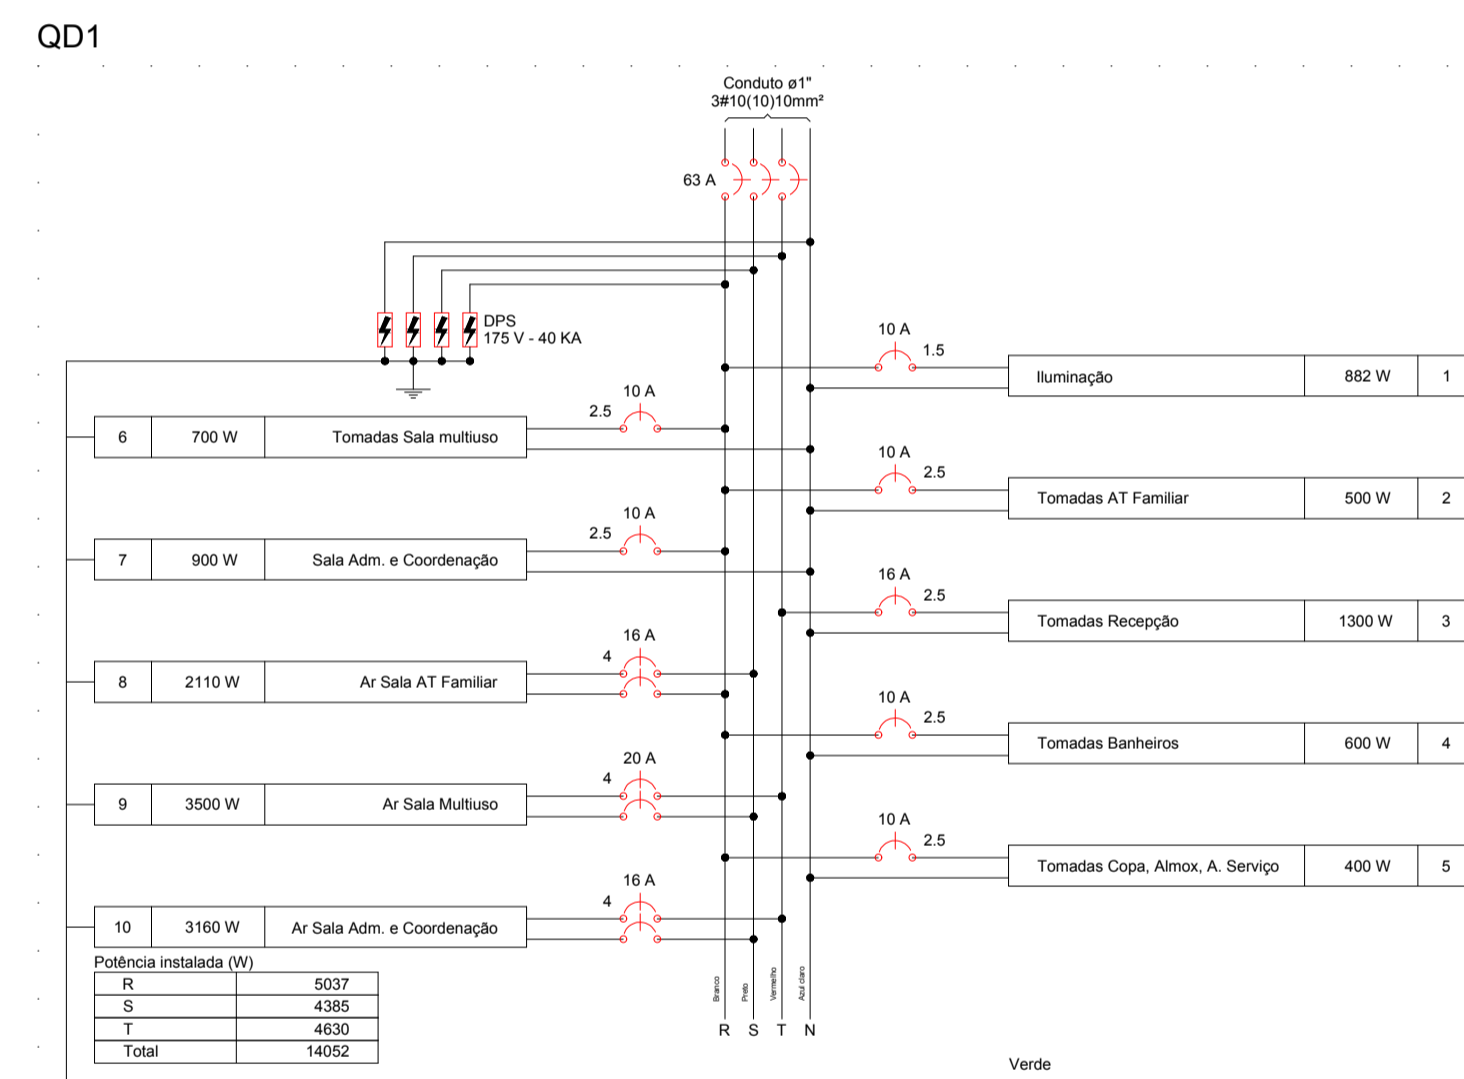 QD1
Conduto ø1"
3#10(10)10mm²
63 A
DPS
175 V - 40 KA
10 A
1.5
Iluminação 882 W 1
10 A
2.5
6 700 W Tomadas Sala multiuso
10 A
2.5
Tomadas AT Familiar 500 W 2
10 A
2.5
7 900 W Sala Adm. e Coordenação
16 A
2.5
Tomadas Recepção 1300 W 3
16 A
4
8 2110 W Ar Sala AT Familiar
10 A
2.5
Tomadas Banheiros 600 W 4
20 A
4
9 3500 W Ar Sala Multiuso
10 A
2.5
Tomadas Copa, Almox, A. Serviço 400 W 5
16 A
4
10 3160 W Ar Sala Adm. e Coordenação
Potência instalada (W)
R 5037
S 4385
T 4630
Total 14052
Branco
Preto
Vermelho
Azul claro
R S T N
Verde